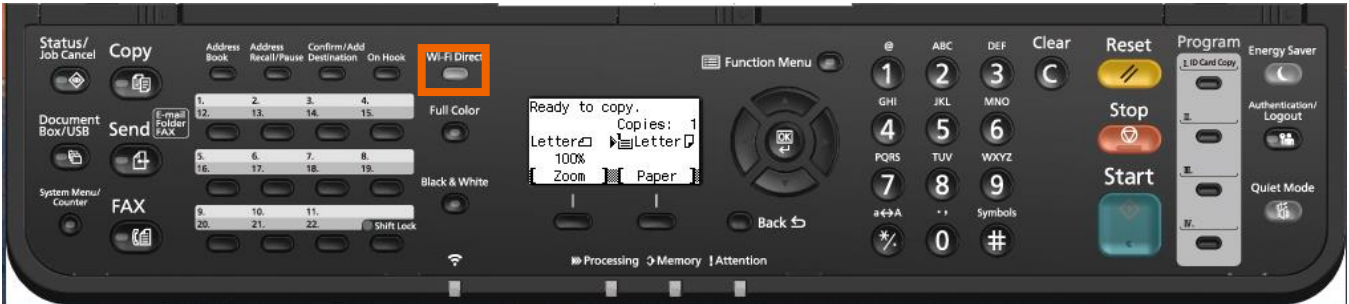 Status/
Job Cancel
Copy
Address
Book
Address
Recall/Pause
Confirm/Add
Destination
On Hook
Wi-Fi Direct
Function Menu
@
ABC
DEF
Clear
Reset
Program
Energy Saver
1
2
3
C
I. ID Card Copy
1. 2. 3. 4.
12. 13. 14. 15.
Full Color
Document
Box/USB
Send
E-mail
Folder
FAX
Ready to copy.
Copies: 1
Letter Letter
100%
[ Zoom ] [ Paper ]
OK
GHI
JKL
MNO
4
5
6
Stop
II.
Authentication/
Logout
5. 6. 7. 8.
16. 17. 18. 19.
PQRS
TUV
WXYZ
7
8
9
Start
III.
Quiet Mode
System Menu/
Counter
FAX
Black & White
9. 10. 11.
20. 21. 22. Shift Lock
Back
a↔A
. ,
Symbols
*/.
0
#
IV.
Processing Memory ! Attention